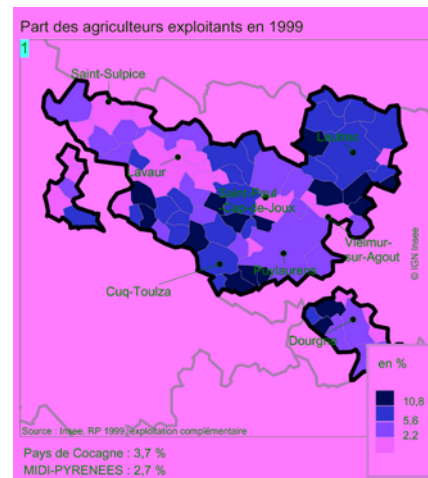 Part des agriculteurs exploitants en 1999
1
Saint-Sulpice
Lautrec
Lavaur
Saint-Paul
-Cap-de-Joux
Vielmur-
sur-Agout
Puylaurens
Cuq-Toulza
© IGN Insee
Dourgne
en %
10,8
5,6
2,2
Source : Insee, RP 1999, exploitation complémentaire
Pays de Cocagne : 3,7 %
MIDI-PYRENEES : 2,7 %